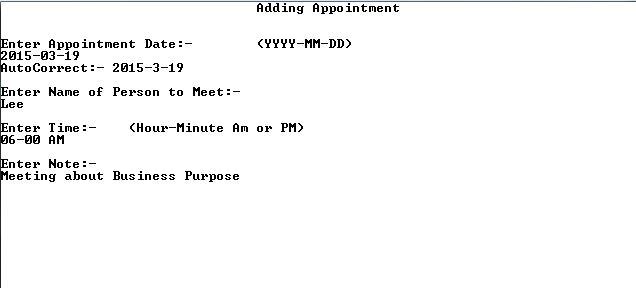 Adding Appointment
Enter Appointment Date:- (YYYY-MM-DD)
2015-03-19
AutoCorrect:- 2015-3-19
Enter Name of Person to Meet:-
Lee
Enter Time:- (Hour-Minute Am or PM)
06-00 AM
Enter Note:-
Meeting about Business Purpose